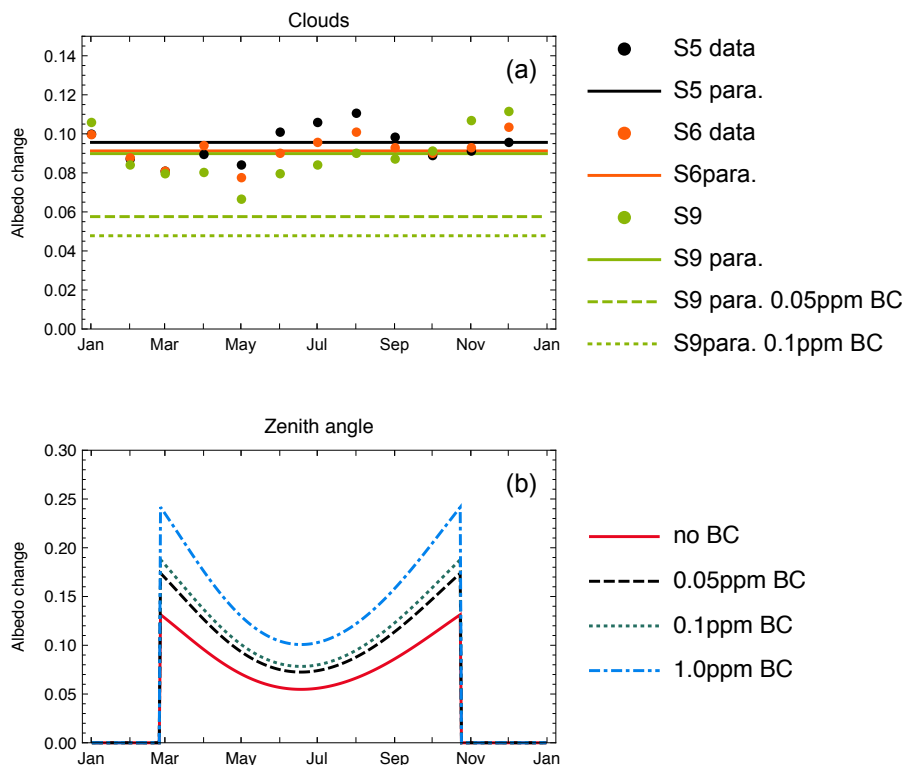 Clouds
(a)
Albedo change
0.14
0.12
0.10
0.08
0.06
0.04
0.02
0.00
Jan Mar May Jul Sep Nov Jan
S5 data
S5 para.
S6 data
S6para.
S9
S9 para.
S9 para. 0.05ppm BC
S9para. 0.1ppm BC
Zenith angle
(b)
Albedo change
0.30
0.25
0.20
0.15
0.10
0.05
0.00
Jan Mar May Jul Sep Nov Jan
no BC
0.05ppm BC
0.1ppm BC
1.0ppm BC